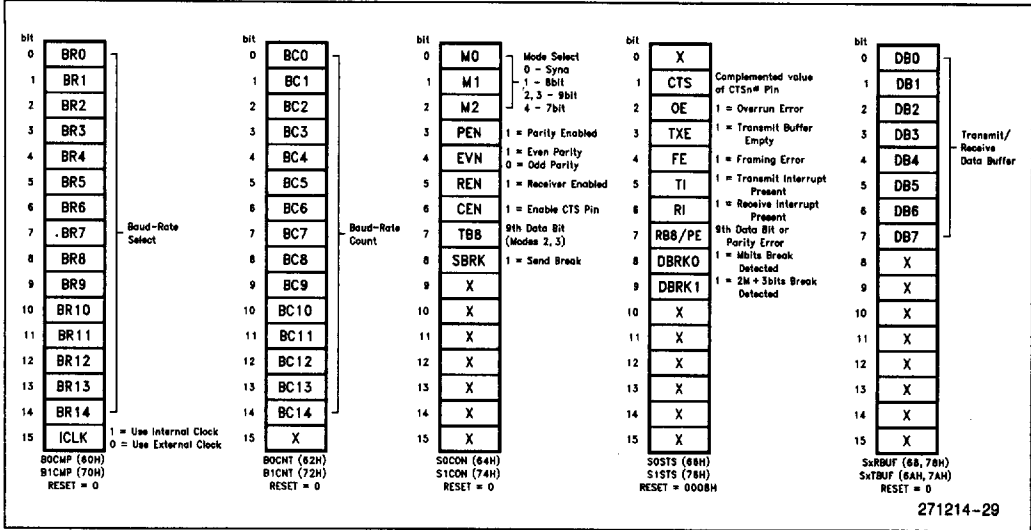 bit
0 BR0
1 BR1
2 BR2
3 BR3
4 BR4
5 BR5
6 BR6
7 .BR7
8 BR8
9 BR9
10 BR10
11 BR11
12 BR12
13 BR13
14 BR14
15 ICLK
Baud-Rate
Select
1 = Use Internal Clock
0 = Use External Clock
B0CMP (60H)
B1CMP (70H)
RESET = 0
bit
0 BC0
1 BC1
2 BC2
3 BC3
4 BC4
5 BC5
6 BC6
7 BC7
8 BC8
9 BC9
10 BC10
11 BC11
12 BC12
13 BC13
14 BC14
15 X
Baud-Rate
Count
B0CNT (62H)
B1CNT (72H)
RESET = 0
bit
0 M0
1 M1
2 M2
Mode Select
0 - Sync
1 - 8bit
2, 3 - 9bit
4 - 7bit
3 PEN 1 = Parity Enabled
4 EVN 1 = Even Parity
0 = Odd Parity
5 REN 1 = Receiver Enabled
6 CEN 1 = Enable CTS Pin
7 TB8 9th Data Bit
(Modes 2, 3)
8 SBRK 1 = Send Break
9 X
10 X
11 X
12 X
13 X
14 X
15 X
S0CON (64H)
S1CON (74H)
RESET = 0
bit
0 X
1 CTS Complemented value
of CTSn# Pin
2 OE 1 = Overrun Error
3 TXE 1 = Transmit Buffer
Empty
4 FE 1 = Framing Error
5 TI 1 = Transmit Interrupt
Present
6 RI 1 = Receive Interrupt
Present
7 RB8/PE 9th Data Bit or
Parity Error
8 DBRK0 1 = Mbits Break
Detected
9 DBRK1 1 = 2M + 3bits Break
Detected
10 X
11 X
12 X
13 X
14 X
15 X
S0STS (66H)
S1STS (76H)
RESET = 0008H
bit
0 DB0
1 DB1
2 DB2
3 DB3
4 DB4
5 DB5
6 DB6
7 DB7
8 X
9 X
10 X
11 X
12 X
13 X
14 X
15 X
Transmit/
Receive
Data Buffer
SxRBUF (68, 78H)
SxTBUF (6AH, 7AH)
RESET = 0
271214-29